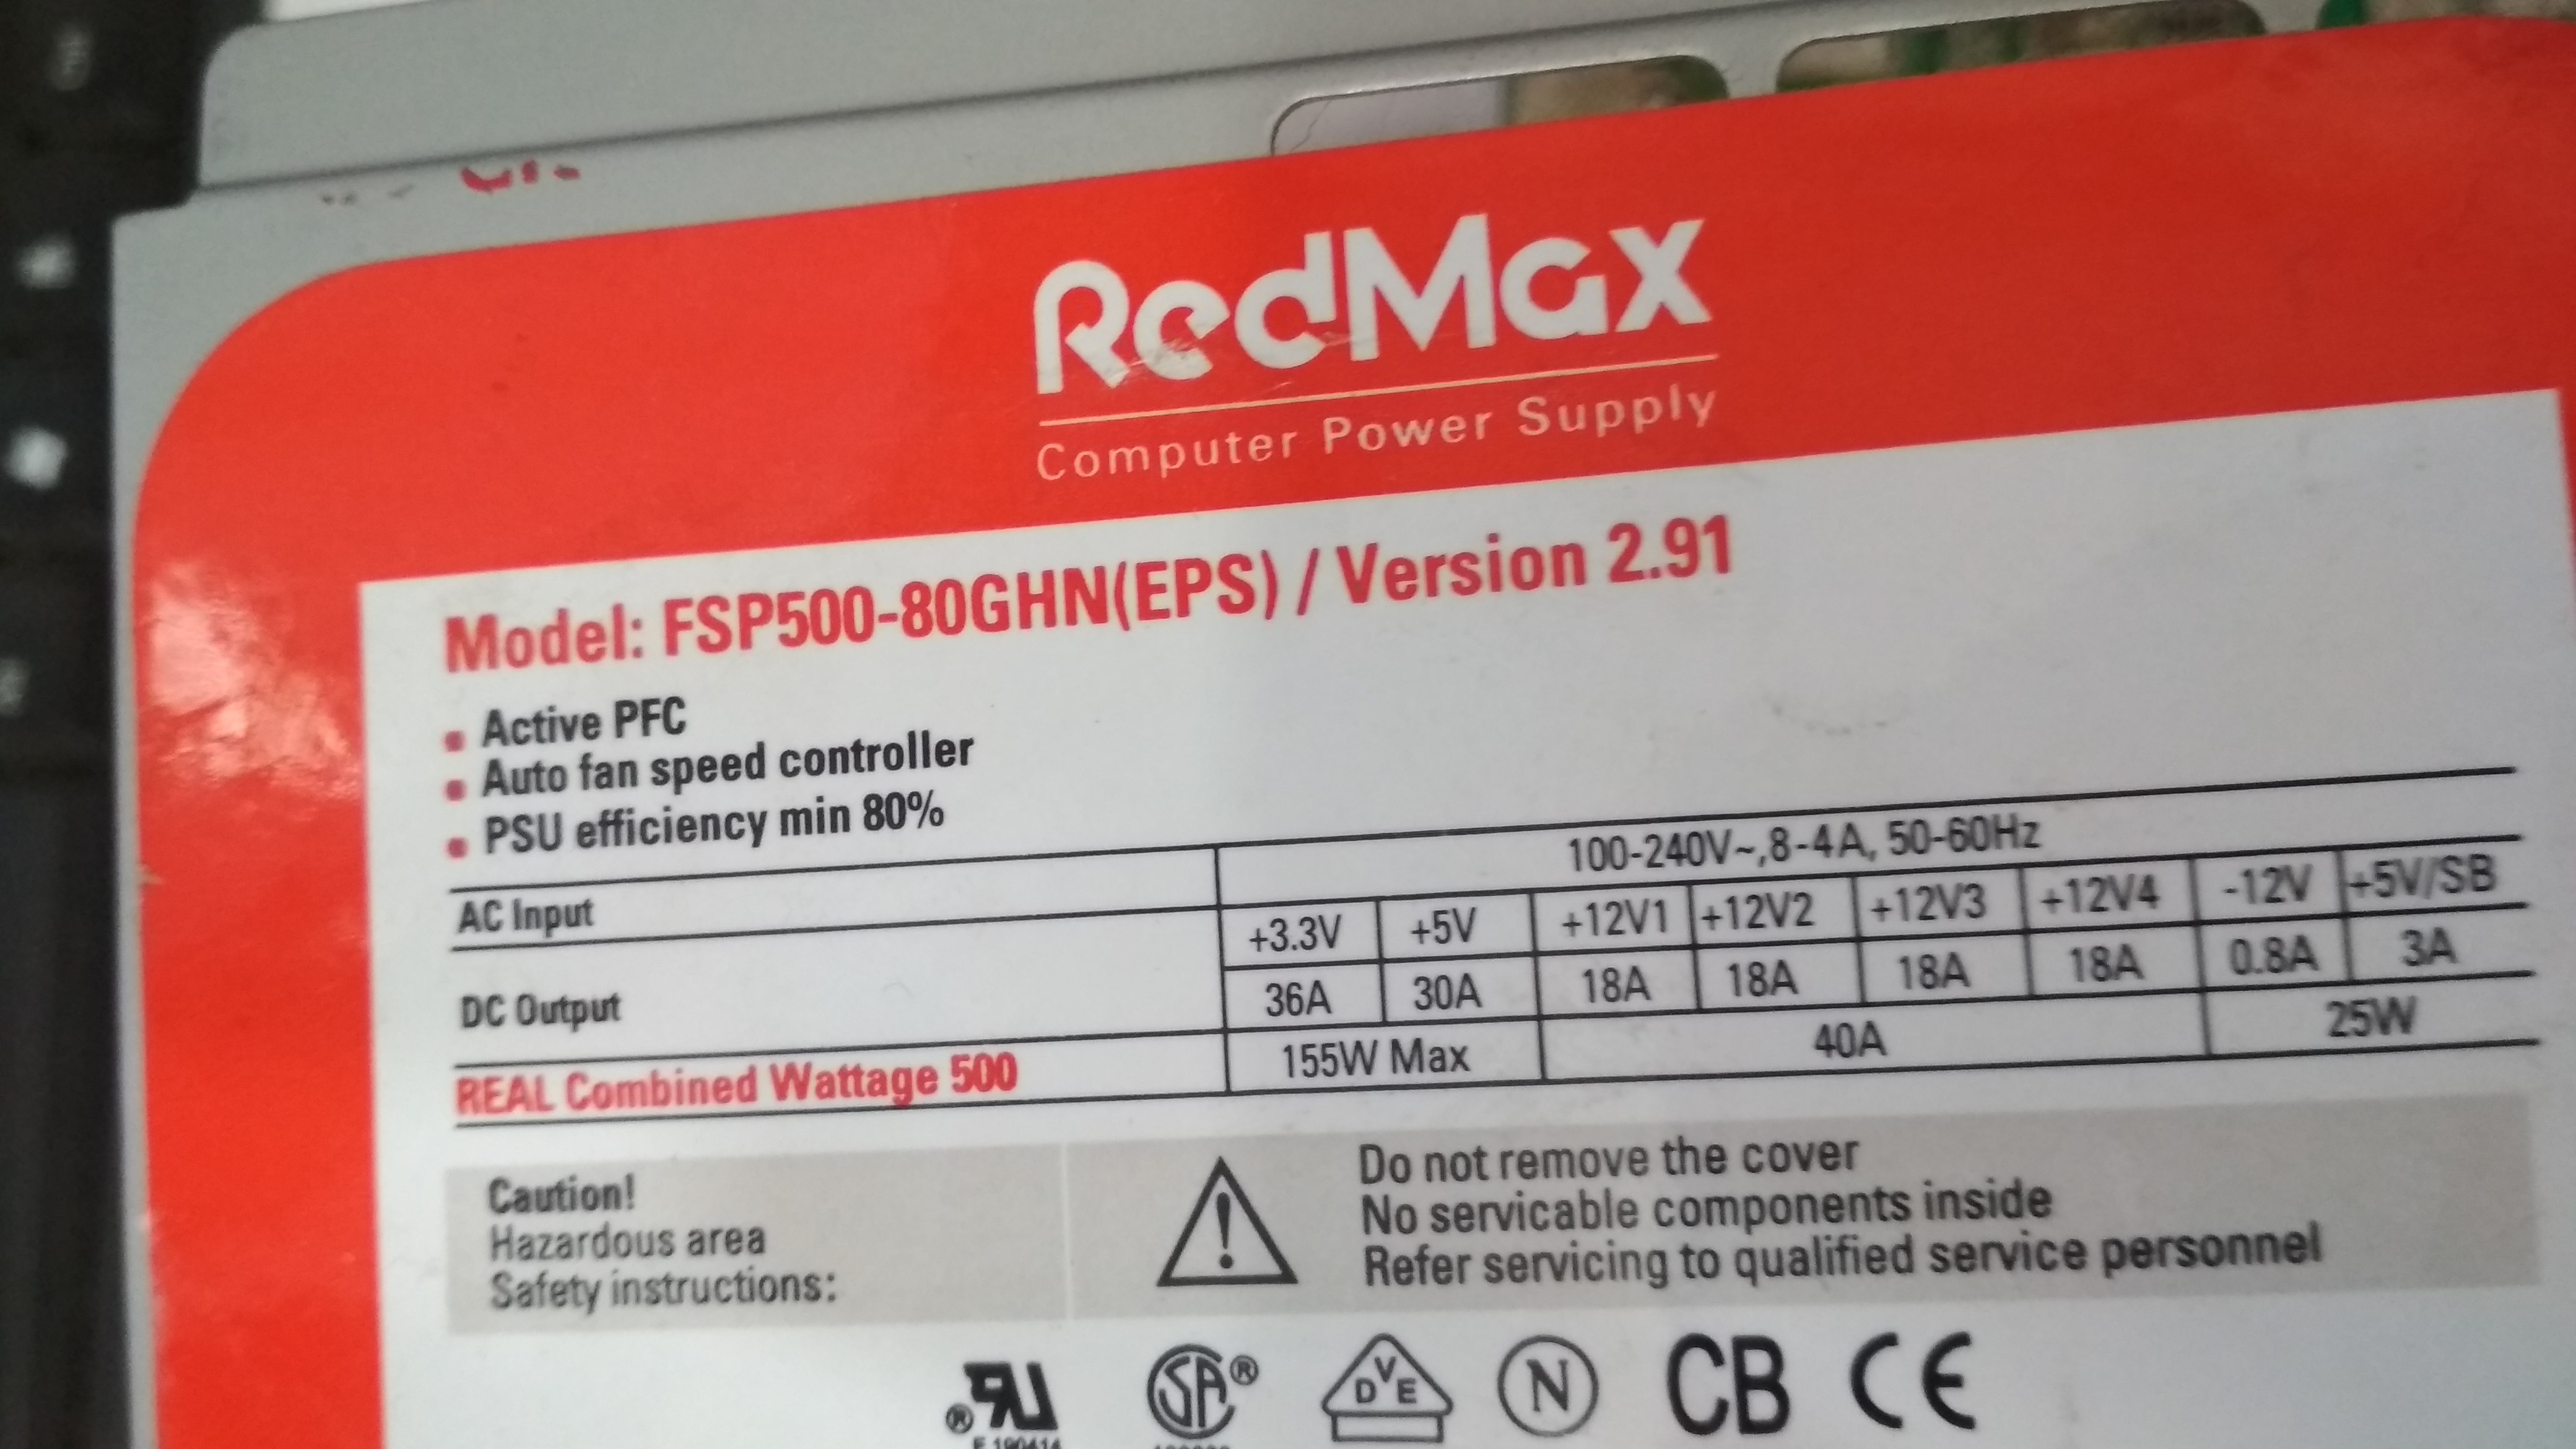 RedMax
Computer Power Supply
Model: FSP500-80GHN(EPS) / Version 2.91
Active PFC
Auto fan speed controller
PSU efficiency min 80%
AC Input 100-240V~,8-4A, 50-60Hz
+3.3V +5V +12V1 +12V2 +12V3 +12V4 -12V +5V/SB
DC Output 36A 30A 18A 18A 18A 18A 0.8A 3A
REAL Combined Wattage 500 155W Max 40A 25W
Caution!
Hazardous area
Safety instructions:
Do not remove the cover
No servicable components inside
Refer servicing to qualified service personnel
RU ® SA ® DVE N CB CE